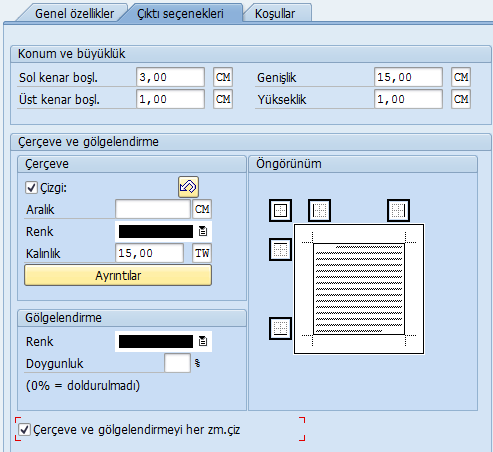 Genel özellikler Çıktı seçenekleri Koşullar
Konum ve büyüklük
Sol kenar boşl. 3,00 CM Genişlik 15,00 CM
Üst kenar boşl. 1,00 CM Yükseklik 1,00 CM
Çerçeve ve gölgelendirme
Çerçeve Öngörünüm
Çizgi:
Aralık CM
Renk
Kalınlık 15,00 TW
Ayrıntılar
Gölgelendirme
Renk
Doygunluk %
(0% = doldurulmadı)
Çerçeve ve gölgelendirmeyi her zm.çiz